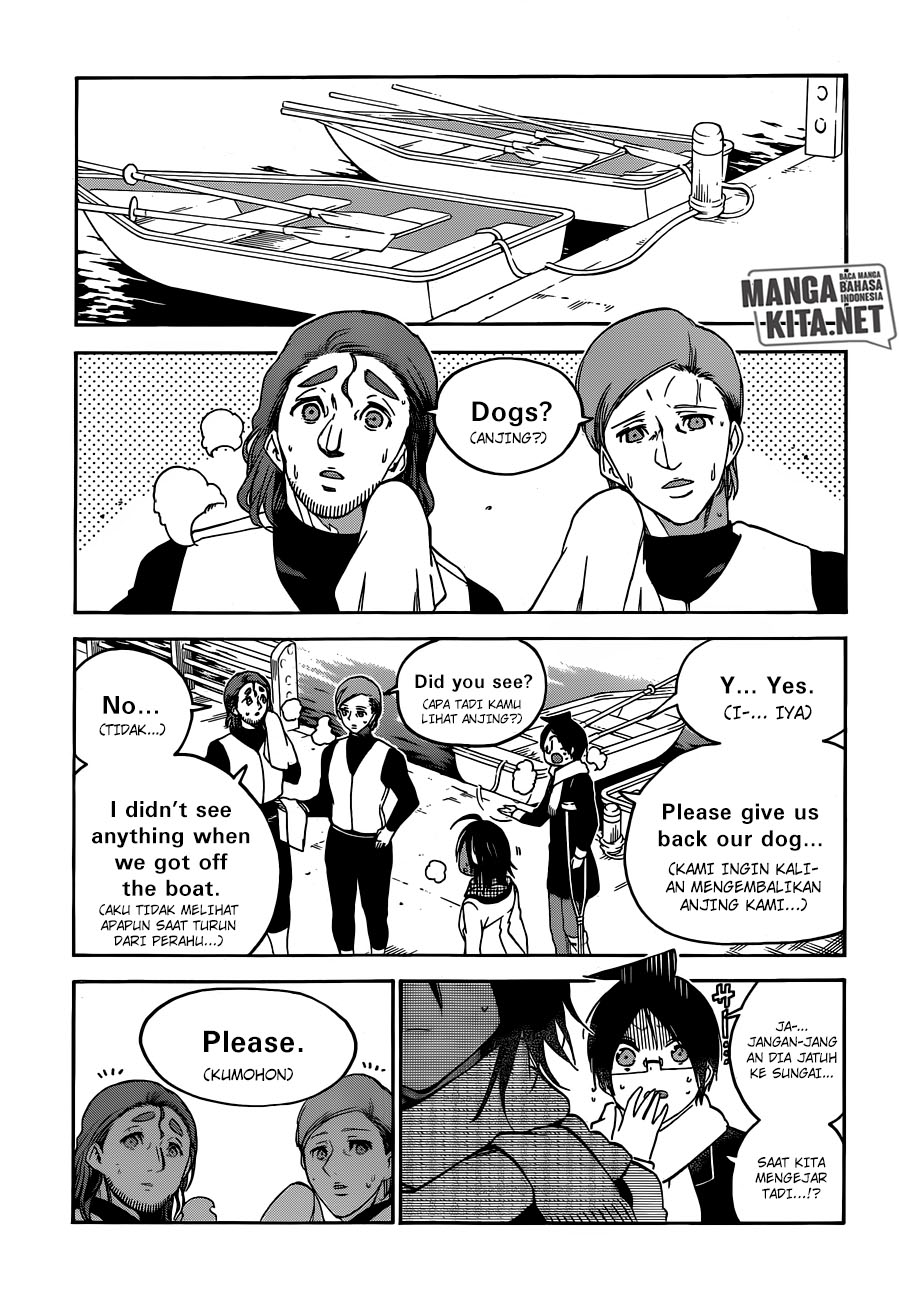 MANGA
KITA.NET
BACA MANGA
BAHASA
INDONESIA
Dogs?
(ANJING?)
Y... Yes.
(I-... IYA)
Please give us
back our dog...
(KAMI INGIN KALI-
AN MENGEMBALIKAN
ANJING KAMI...)
Did you see?
(APA TADI KAMU
LIHAT ANJING?)
No...
(TIDAK...)
I didn't see
anything when
we got off
the boat.
(AKU TIDAK MELIHAT
APAPUN SAAT TURUN
DARI PERAHU...)
JA-...
JANGAN-JANG
AN DIA JATUH
KE SUNGAI...
SAAT KITA
MENGEJAR
TADI...!?
Please.
(KUMOHON)